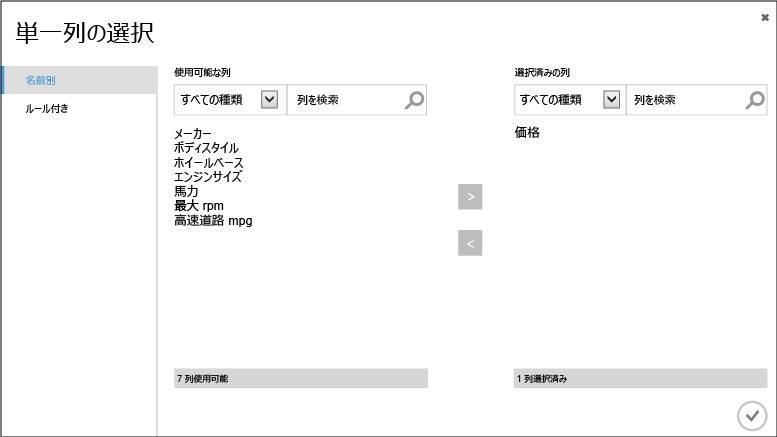 単一列の選択
名前別
ルール付き
使用可能な列
すべての種類
列を検索
メーカー
ボディスタイル
ホイールベース
エンジンサイズ
馬力
最大 rpm
高速道路 mpg
7 列使用可能
>
<
選択済みの列
すべての種類
列を検索
価格
1 列選択済み